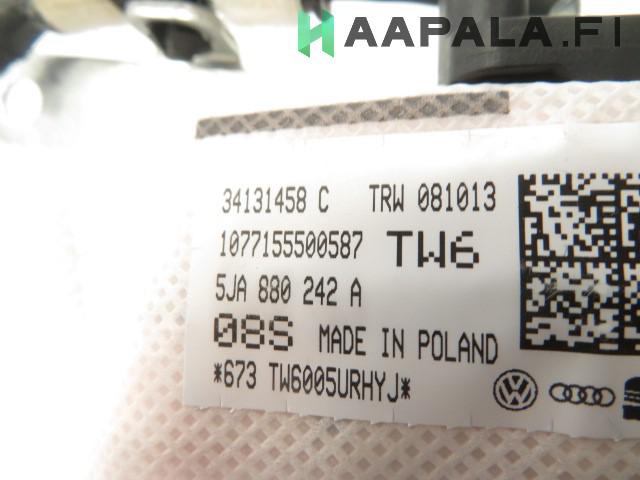 HAAPALA.FI
34131458 C TRW 081013
1077155500587 TW6
5JA 880 242 A
08S MADE IN POLAND
*673 TW6005URHYJ*